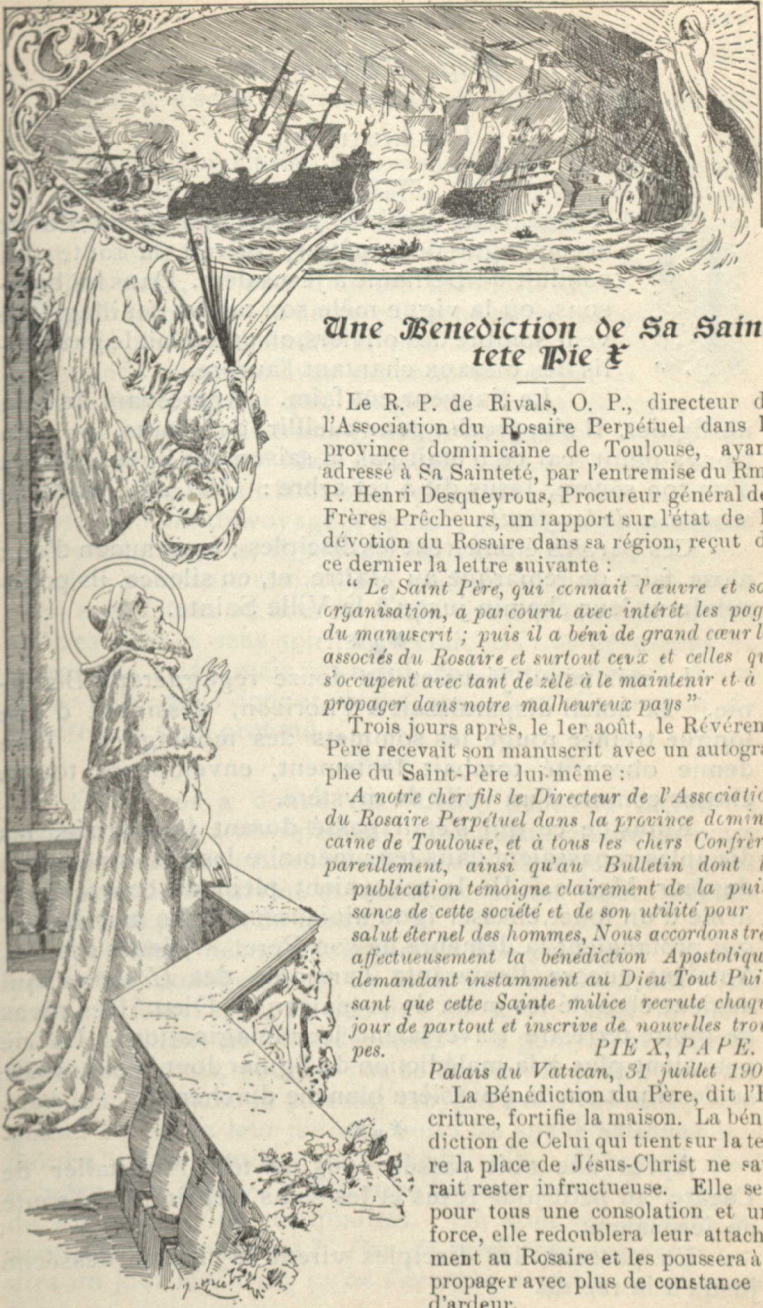 Une Benediction de Sa Sain
tete Pie X
Le R. P. de Rivals, O. P., directeur d
l'Association du Rosaire Perpétuel dans l
province dominicaine de Toulouse, ayan
adressé à Sa Sainteté, par l'entremise du Rm
P. Henri Desqueyrous, Procureur général de
Frères Prêcheurs, un rapport sur l'état de l
dévotion du Rosaire dans sa région, reçut d
ce dernier la lettre suivante :
“ Le Saint Père, qui connait l'œuvre et so
organisation, a parcouru avec intérêt les pag
du manuscrit ; puis il a béni de grand cœur l
associés du Rosaire et surtout ceux et celles qu
s'occupent avec tant de zèle à le maintenir et à
propager dans notre malheureux pays ”
Trois jours après, le 1er août, le Révéren
Père recevait son manuscrit avec un autogra
phe du Saint-Père lui-même :
A notre cher fils le Directeur de l'Associatio
du Rosaire Perpétuel dans la province domin
caine de Toulouse, et à tous les chers Confrèr
pareillement, ainsi qu'au Bulletin dont l
publication témoigne clairement de la puis
sance de cette société et de son utilité pour
salut éternel des hommes, Nous accordons trè
affectueusement la bénédiction Apostoliqu
demandant instamment au Dieu Tout Pui
sant que cette Sainte milice recrute chaqu
jour de partout et inscrive de nouvelles trou
pes. PIE X, PAPE.
Palais du Vatican, 31 juillet 190
La Bénédiction du Père, dit l'E
criture, fortifie la maison. La béné
diction de Celui qui tient sur la ter
re la place de Jésus-Christ ne sau
rait rester infructueuse. Elle se
pour tous une consolation et un
force, elle redoublera leur attach
ment au Rosaire et les poussera à
propager avec plus de constance
d'ardeur.